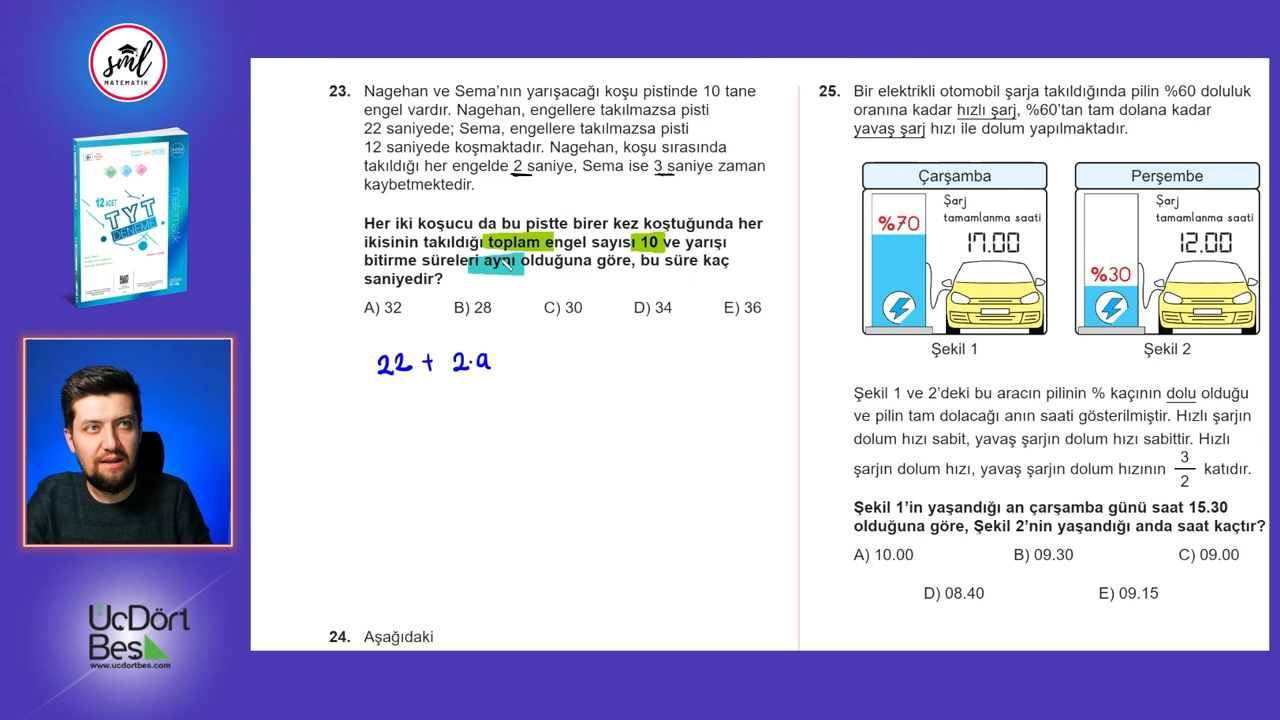 sml
MATEMATİK
12 ADET
TYT
DENEME
matematik
ÜçDört
Beş
www.ucdortbes.com
23. Nagehan ve Sema'nın yarışacağı koşu pistinde 10 tane
engel vardır. Nagehan, engellere takılmazsa pisti
22 saniyede; Sema, engellere takılmazsa pisti
12 saniyede koşmaktadır. Nagehan, koşu sırasında
takıldığı her engelde 2 saniye, Sema ise 3 saniye zaman
kaybetmektedir.
Her iki koşucu da bu pistte birer kez koştuğunda her
ikisinin takıldığı toplam engel sayısı 10 ve yarışı
bitirme süreleri aynı olduğuna göre, bu süre kaç
saniyedir?
A) 32 B) 28 C) 30 D) 34 E) 36
22 + 2.a
24. Aşağıdaki
25. Bir elektrikli otomobil şarja takıldığında pilin %60 doluluk
oranına kadar hızlı şarj, %60'tan tam dolana kadar
yavaş şarj hızı ile dolum yapılmaktadır.
Çarşamba
%70
Şarj
tamamlanma saati
17.00
Şekil 1
Perşembe
%30
Şarj
tamamlanma saati
12.00
Şekil 2
Şekil 1 ve 2'deki bu aracın pilinin % kaçının dolu olduğu
ve pilin tam dolacağı anın saati gösterilmiştir. Hızlı şarjın
dolum hızı sabit, yavaş şarjın dolum hızı sabittir. Hızlı
şarjın dolum hızı, yavaş şarjın dolum hızının 3/2 katıdır.
Şekil 1'in yaşandığı an çarşamba günü saat 15.30
olduğuna göre, Şekil 2'nin yaşandığı anda saat kaçtır?
A) 10.00 B) 09.30 C) 09.00
D) 08.40 E) 09.15